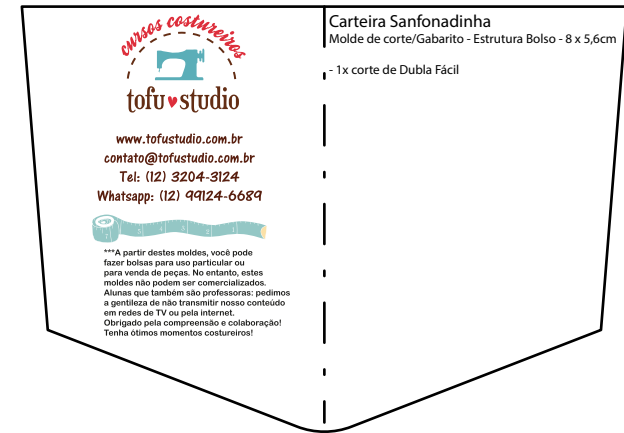 cursos costureiros
tofu studio
www.tofustudio.com.br
contato@tofustudio.com.br
Tel: (12) 3204-3124
Whatsapp: (12) 99124-6689
***A partir destes moldes, você pode
fazer bolsas para uso particular ou
para venda de peças. No entanto, estes
moldes não podem ser comercializados.
Alunas que também são professoras: pedimos
a gentileza de não transmitir nosso conteúdo
em redes de TV ou pela internet.
Obrigado pela compreensão e colaboração!
Tenha ótimos momentos costureiros!
Carteira Sanfonadinha
Molde de corte/Gabarito - Estrutura Bolso - 8 x 5,6cm
- 1x corte de Dubla Fácil